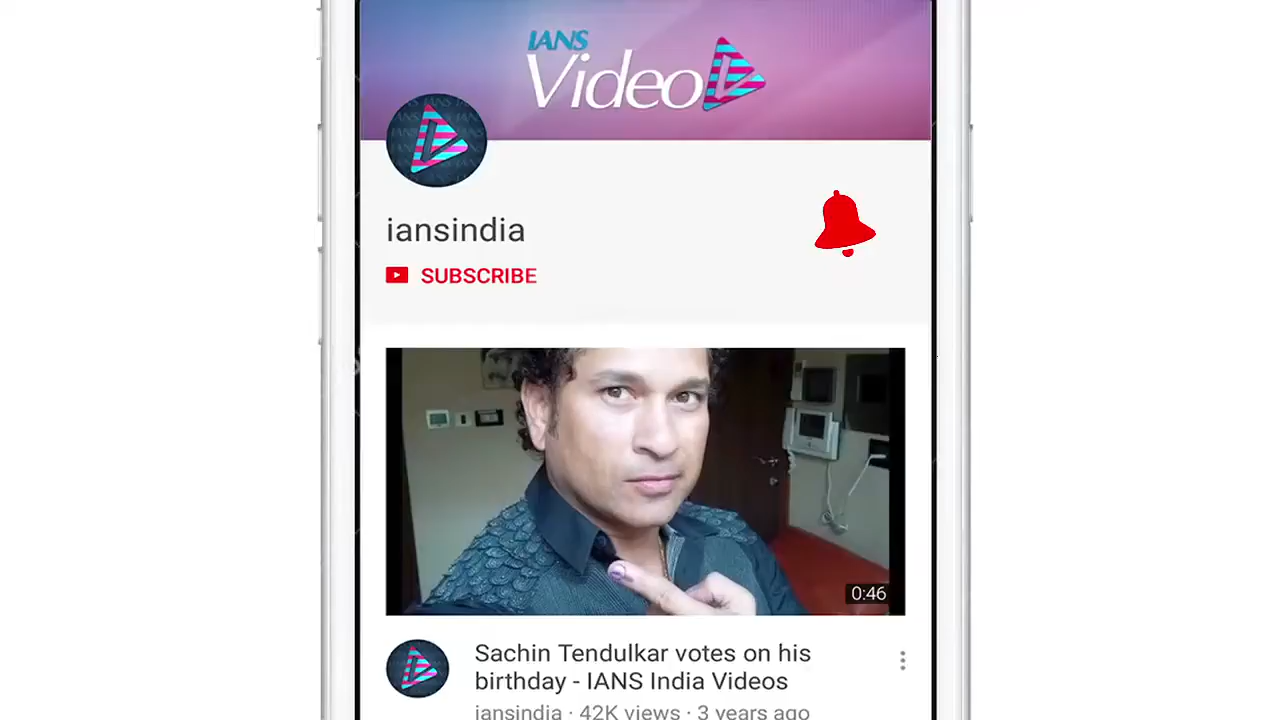 IANS
Video
iansindia
SUBSCRIBE
0:46
Sachin Tendulkar votes on his
birthday - IANS India Videos
iansindia · 42K views · 3 years ago